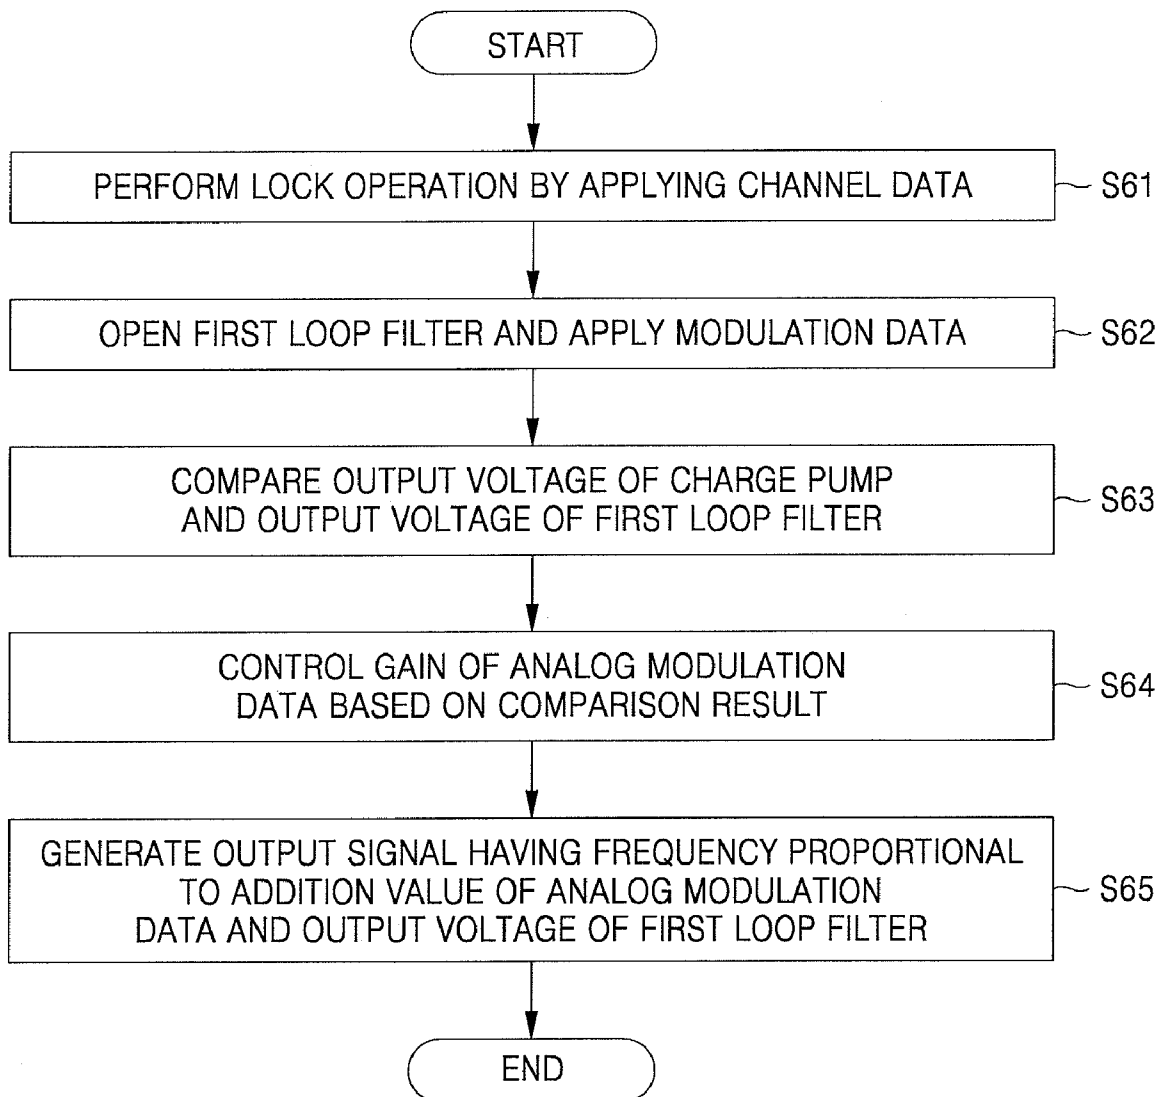 START
PERFORM LOCK OPERATION BY APPLYING CHANNEL DATA
S61
OPEN FIRST LOOP FILTER AND APPLY MODULATION DATA
S62
COMPARE OUTPUT VOLTAGE OF CHARGE PUMP
AND OUTPUT VOLTAGE OF FIRST LOOP FILTER
S63
CONTROL GAIN OF ANALOG MODULATION
DATA BASED ON COMPARISON RESULT
S64
GENERATE OUTPUT SIGNAL HAVING FREQUENCY PROPORTIONAL
TO ADDITION VALUE OF ANALOG MODULATION
DATA AND OUTPUT VOLTAGE OF FIRST LOOP FILTER
S65
END